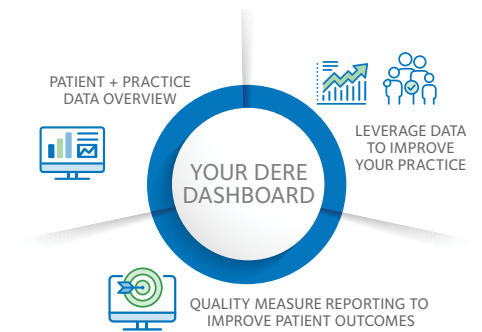 PATIENT + PRACTICE
DATA OVERVIEW
LEVERAGE DATA
TO IMPROVE
YOUR PRACTICE
YOUR DERE
DASHBOARD
QUALITY MEASURE REPORTING TO
IMPROVE PATIENT OUTCOMES